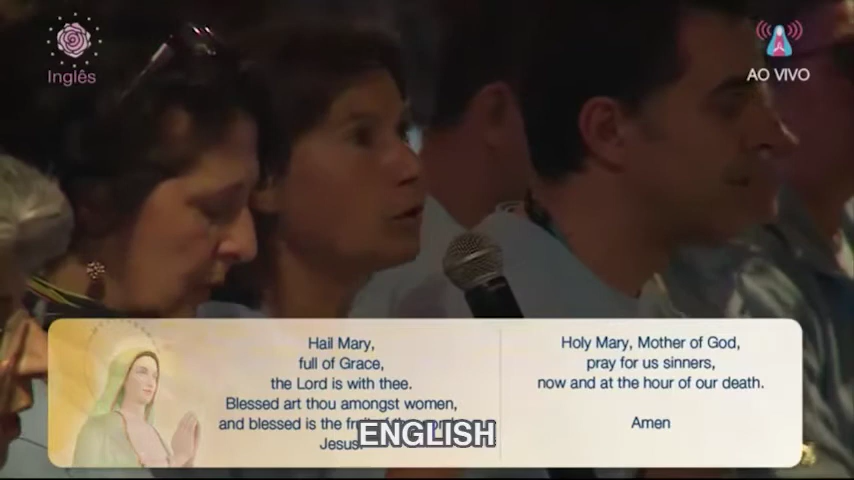 Inglês
AO VIVO
Hail Mary,
full of Grace,
the Lord is with thee.
Blessed art thou amongst women,
and blessed is the
Jesus.
Holy Mary, Mother of God,
pray for us sinners,
now and at the hour of our death.
Amen
ENGLISH